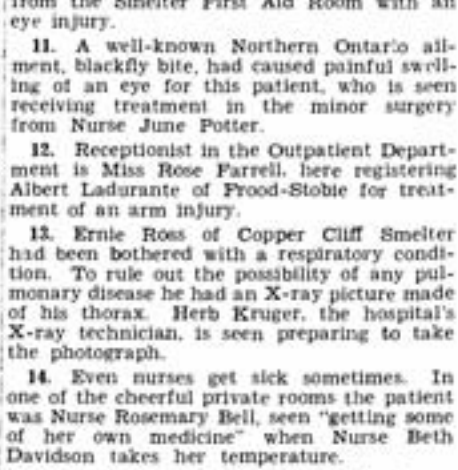 from the Smelter First Aid Room with an
eye injury.
11. A well-known Northern Ontario ail-
ment, blackfly bite, had caused painful swell-
ing of an eye for this patient, who is seen
receiving treatment in the minor surgery
from Nurse June Potter.
12. Receptionist in the Outpatient Depart-
ment is Miss Rose Farrell, here registering
Albert Ladurante of Frood-Stobie for treat-
ment of an arm injury.
13. Ernie Ross of Copper Cliff Smelter
had been bothered with a respiratory condi-
tion. To rule out the possibility of any pul-
monary disease he had an X-ray picture made
of his thorax. Herb Kruger, the hospital's
X-ray technician, is seen preparing to take
the photograph.
14. Even nurses get sick sometimes. In
one of the cheerful private rooms the patient
was Nurse Rosemary Bell, seen "getting some
of her own medicine" when Nurse Beth
Davidson takes her temperature.